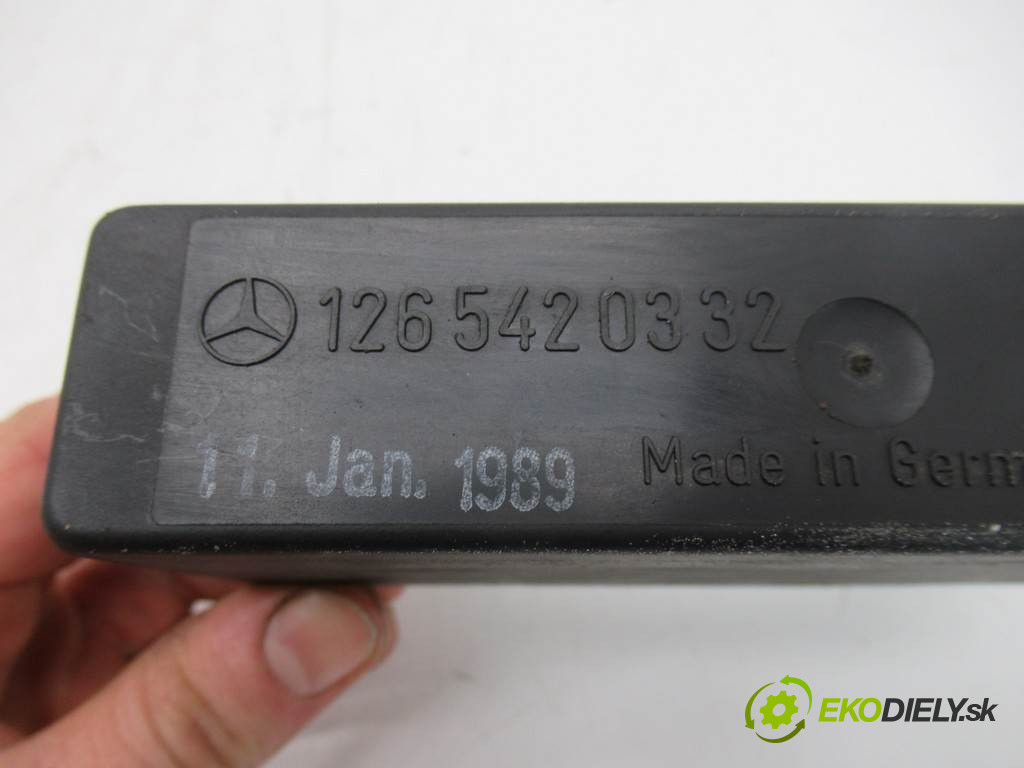 126 542 03 32
11. Jan. 1989
Made in Germ
EKODIELY.sk